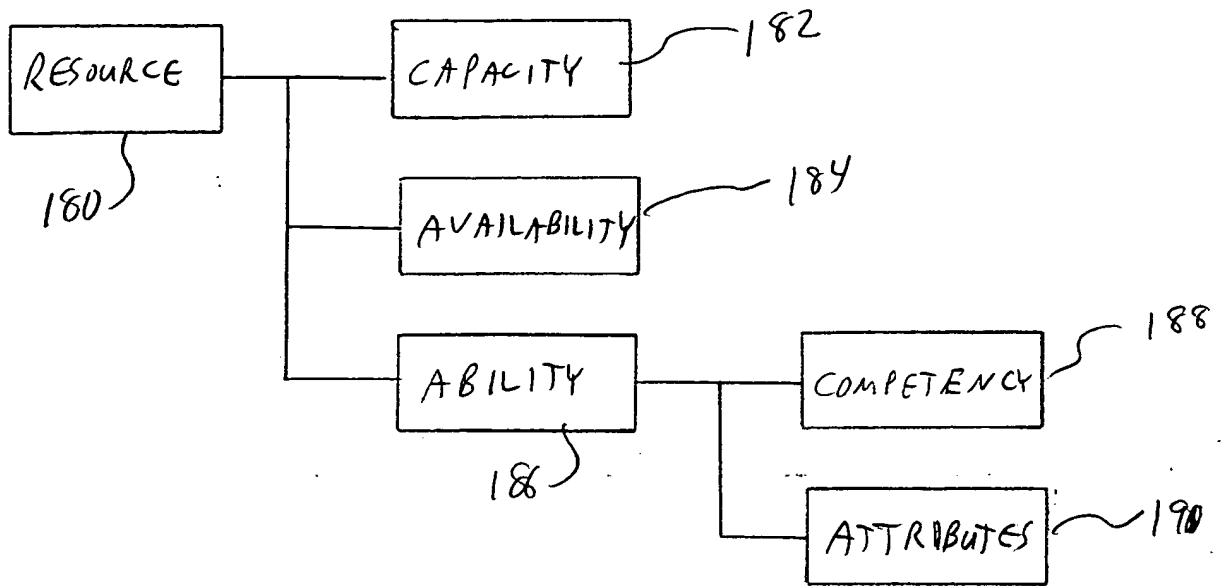 RESOURCE
180
CAPACITY
182
AVAILABILITY
184
ABILITY
186
COMPETENCY
188
ATTRIBUTES
190